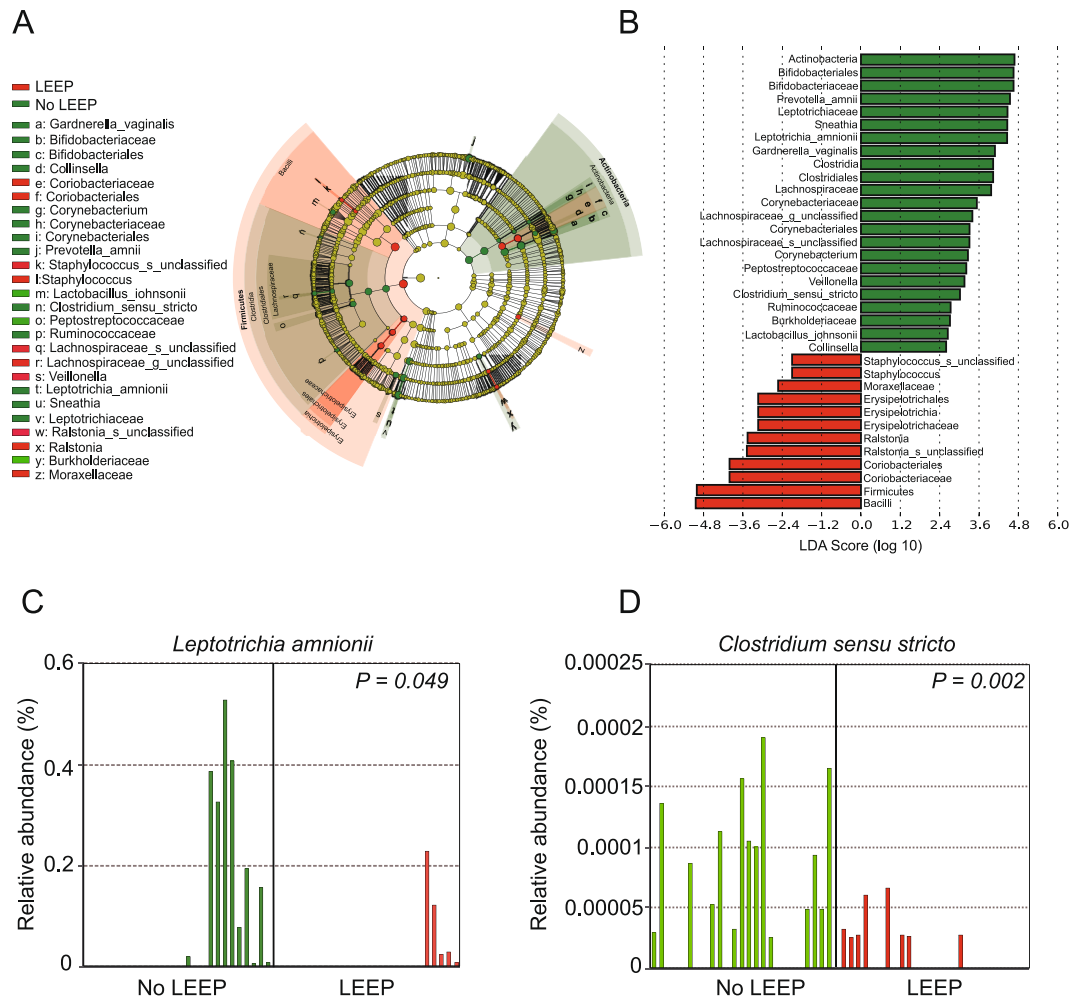 A
LEEP
No LEEP
a: Gardnerella_vaginalis
b: Bifidobacteriaceae
c: Bifidobacteriales
d: Collinsella
e: Coriobacteriaceae
f: Coriobacteriales
g: Corynebacterium
h: Corynebacteriaceae
i: Corynebacteriales
j: Prevotella_amnii
k: Staphylococcus_s_unclassified
l:Staphylococcus
m: Lactobacillus_johnsonii
n: Clostridium_sensu_stricto
o: Peptostreptococcaceae
p: Ruminococcaceae
q: Lachnospiraceae_s_unclassified
r: Lachnospiraceae_g_unclassified
s: Veillonella
t: Leptotrichia_amnionii
u: Sneathia
v: Leptotrichiaceae
w: Ralstonia_s_unclassified
x: Ralstonia
y: Burkholderiaceae
z: Moraxellaceae
Bacilli
Firmicutes
Clostridia
Clostridiales
Lachnospiraceae
Erysipelotrichaceae
Erysipelotrichales
Erysipelotrichia
Actinobacteria
Actinobacteria
B
Actinobacteria
Bifidobacteriales
Bifidobacteriaceae
Prevotella_amnii
Leptotrichiaceae
Sneathia
Leptotrichia_amnionii
Gardnerella_vaginalis
Clostridia
Clostridiales
Lachnospiraceae
Corynebacteriaceae
Lachnospiraceae_g_unclassified
Corynebacteriales
Lachnospiraceae_s_unclassified
Corynebacterium
Peptostreptococcaceae
Veillonella
Clostridium_sensu_stricto
Ruminococcaceae
Burkholderiaceae
Lactobacillus_johnsonii
Collinsella
Staphylococcus_s_unclassified
Staphylococcus
Moraxellaceae
Erysipelotrichales
Erysipelotrichia
Erysipelotrichaceae
Ralstonia
Ralstonia_s_unclassified
Coriobacteriales
Coriobacteriaceae
Firmicutes
Bacilli
−6.0 −4.8 −3.6 −2.4 −1.2 0.0 1.2 2.4 3.6 4.8 6.0
LDA Score (log 10)
C
Leptotrichia amnionii
P = 0.049
Relative abundance (%)
0.6
0.4
0.2
0
No LEEP LEEP
D
Clostridium sensu stricto
P = 0.002
Relative abundance (%)
0.00025
0.0002
0.00015
0.0001
0.00005
0
No LEEP LEEP